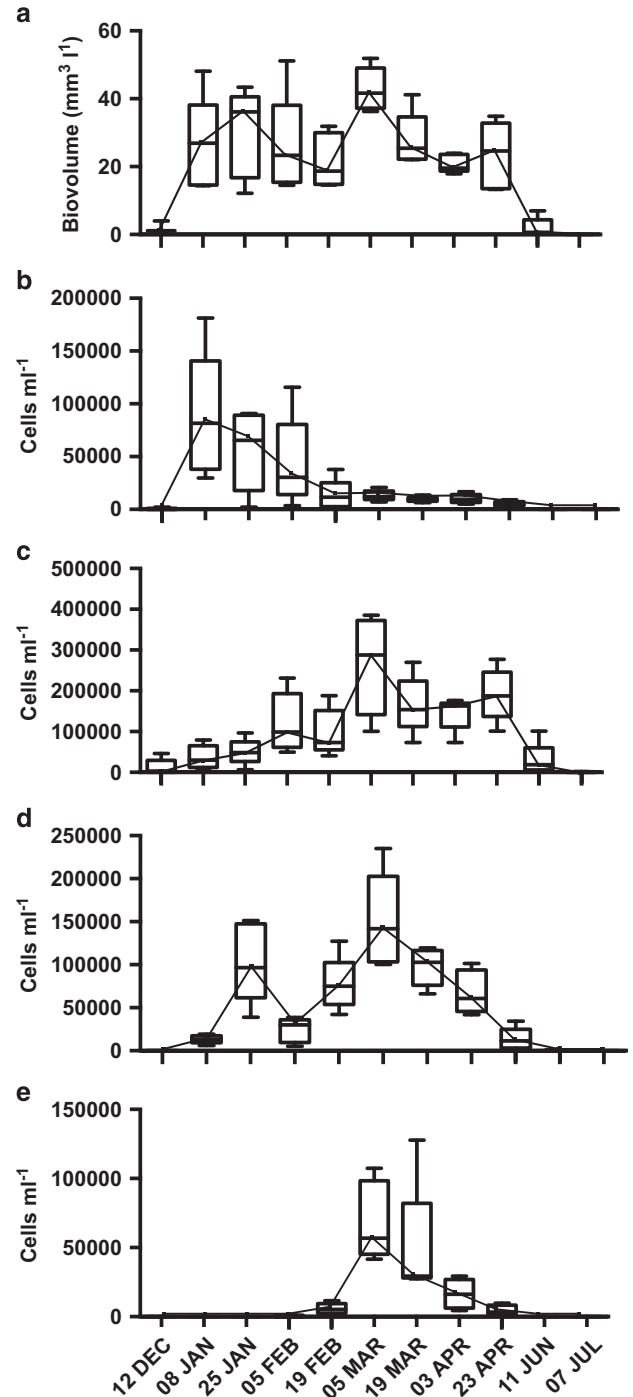 a
60
40
20
0
Biovolume (mm³ l¹)
b
200000
150000
100000
50000
0
Cells ml⁻¹
c
500000
400000
300000
200000
100000
0
Cells ml⁻¹
d
250000
200000
150000
100000
50000
0
Cells ml⁻¹
e
150000
100000
50000
0
Cells ml⁻¹
12 DEC
08 JAN
25 JAN
05 FEB
19 FEB
05 MAR
19 MAR
03 APR
23 APR
11 JUN
07 JUL